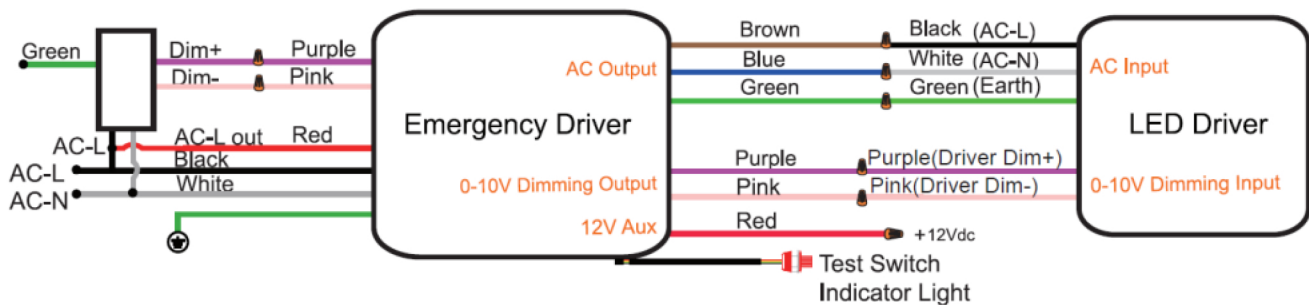 Green
Dim+
Purple
Dim-
Pink
AC-L
AC-L out
Red
AC-L
Black
AC-N
White
Emergency Driver
AC Output
0-10V Dimming Output
12V Aux
Brown
Black (AC-L)
Blue
White (AC-N)
Green
Green (Earth)
Purple
Purple(Driver Dim+)
Pink
Pink(Driver Dim-)
Red
+12Vdc
Test Switch
Indicator Light
AC Input
LED Driver
0-10V Dimming Input